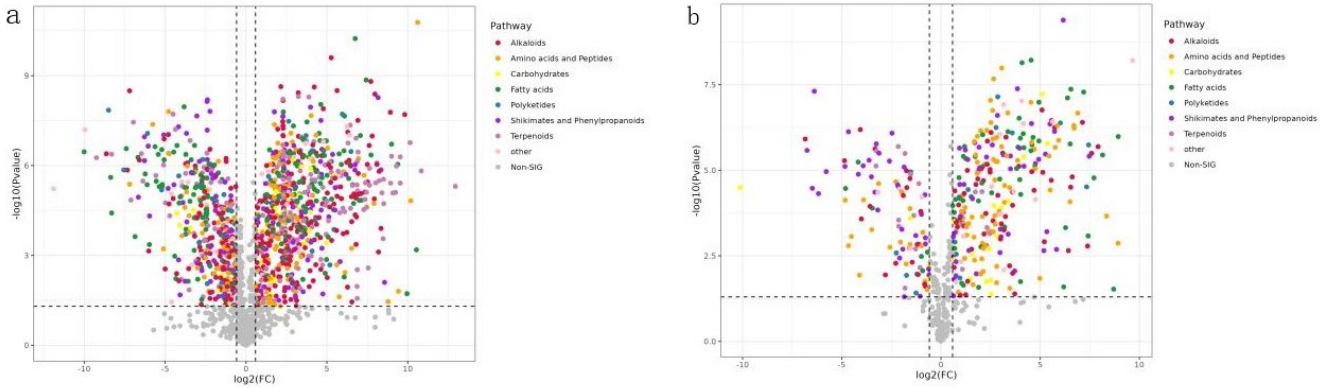 a
Pathway
Alkaloids
Amino acids and Peptides
Carbohydrates
Fatty acids
Polyketides
Shikimates and Phenylpropanoids
Terpenoids
other
Non-SIG
-log10(Pvalue)
9
6
3
0
-10
-5
0
5
10
log2(FC)
b
Pathway
Alkaloids
Amino acids and Peptides
Carbohydrates
Fatty acids
Polyketides
Shikimates and Phenylpropanoids
Terpenoids
other
Non-SIG
-log10(Pvalue)
7.5
5.0
2.5
0.0
-10
-5
0
5
10
log2(FC)